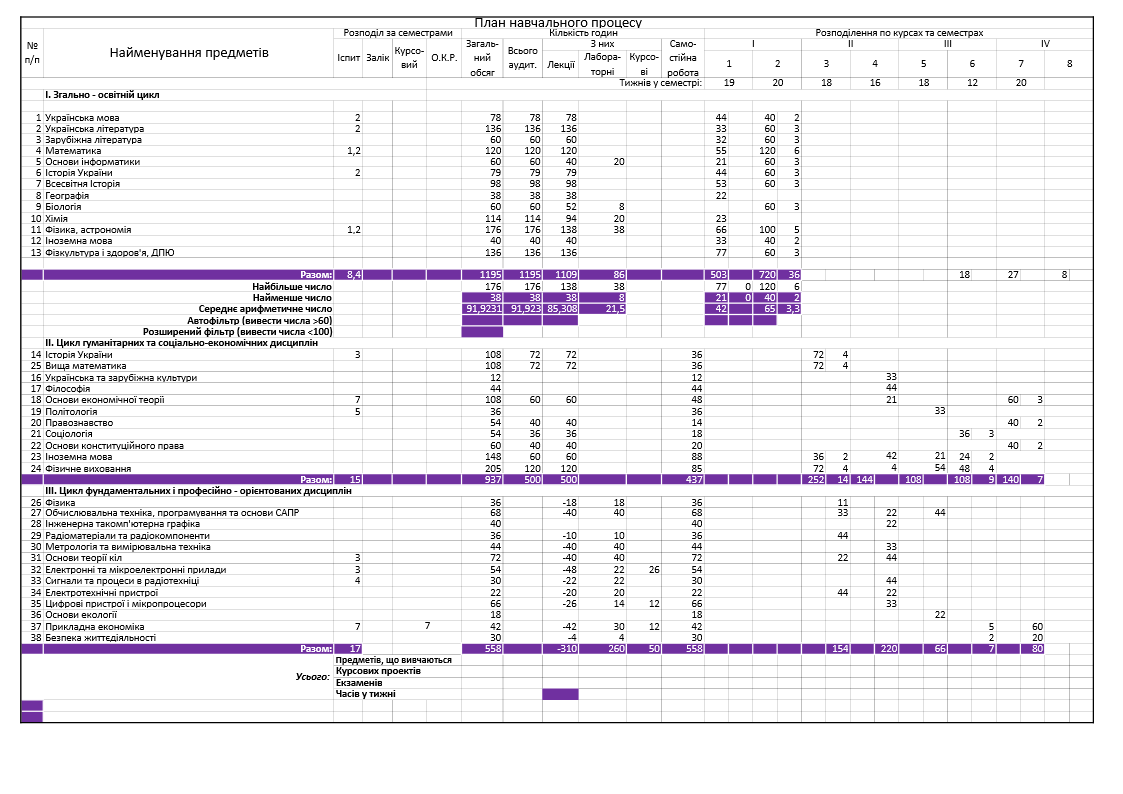 План навчального процесу
№ п/п Найменування предметів Розподіл за семестрами Кількість годин Розподілення по курсах та семестрах
Іспит Залік Курсо-вий О.К.Р. Загаль-ний обсяг Всього аудит. З них Само-стійна робота I II III IV
Лекції Лабора-торні Курсо-ві 1 2 3 4 5 6 7 8
Тижнів у семестрі: 19 20 18 16 18 12 20
І. Згально - освітній цикл
1 Українська мова 2 78 78 78 44 40 2
2 Українська література 2 136 136 136 33 60 3
3 Зарубіжна література 60 60 60 32 60 3
4 Математика 1,2 120 120 120 55 120 6
5 Основи інформатики 60 60 40 20 21 60 3
6 Історія України 2 79 79 79 44 60 3
7 Всесвітня Історія 98 98 98 53 60 3
8 Географія 38 38 38 22
9 Біологія 60 60 52 8 60 3
10 Хімія 114 114 94 20 23
11 Фізика, астрономія 1,2 176 176 138 38 66 100 5
12 Іноземна мова 40 40 40 33 40 2
13 Фізкультура і здоров'я, ДПЮ 136 136 136 77 60 3
Разом: 8,4 1195 1195 1109 86 503 720 36 18 27 8
Найбільше число 176 176 138 38 77 0 120 6
Найменше число 38 38 38 8 21 0 40 2
Середнє арифметичне число 91,9231 91,923 85,308 21,5 42 65 3,3
Автофільтр (вивести числа >60)
Розширений фільтр (вивести числа <100)
ІІ. Цикл гуманітарних та соціально-економічних дисциплін
14 Історія України 3 108 72 72 36 72 4
25 Вища математика 108 72 72 36 72 4
16 Українська та зарубіжна культури 12 12 33
17 Філософія 44 44 44
18 Основи економічної теорії 7 108 60 60 48 21 60 3
19 Політологія 5 36 36 33
20 Правознавство 54 40 40 14 40 2
21 Соціологія 54 36 36 18 36 3
22 Основи конституційного права 60 40 40 20 40 2
23 Іноземна мова 148 60 60 88 36 2 42 21 24 2
24 Фізичне виховання 205 120 120 85 72 4 4 54 48 4
Разом: 15 937 500 500 437 252 14 144 108 108 9 140 7
ІІІ. Цикл фундаментальних і професійно - орієнтованих дисциплін
26 Фізика 36 -18 18 36 11
27 Обчислювальна техніка, програмування та основи САПР 68 -40 40 68 33 22 44
28 Інженерна такомп'ютерна графіка 40 40 22
29 Радіоматеріали та радіокомпоненти 36 -10 10 36 44
30 Метрологія та вимірювальна техніка 44 -40 40 44 33
31 Основи теорії кіл 3 72 -40 40 72 22 44
32 Електронні та мікроелектронні прилади 3 54 -48 22 26 54
33 Сигнали та процеси в радіотехніці 4 30 -22 22 30 44
34 Електротехнічні пристрої 22 -20 20 22 44 22
35 Цифрові пристрої і мікропроцесори 66 -26 14 12 66 33
36 Основи екології 18 18 22
37 Прикладна економіка 7 7 42 -42 30 12 42 5 60
38 Безпека життєдіяльності 30 -4 4 30 2 20
Разом: 17 558 -310 260 50 558 154 220 66 7 80
Усього: Предметів, що вивчаються
Курсових проектів
Екзаменів
Часів у тижні